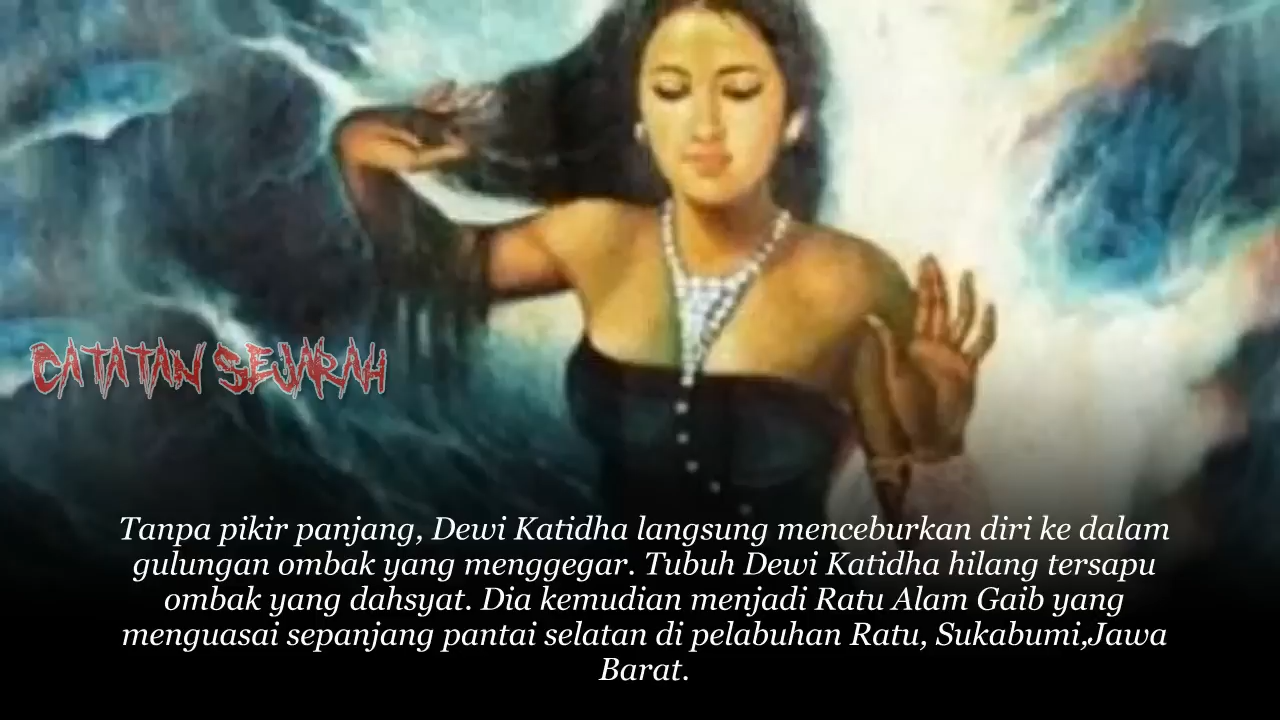 CATATAN SEJARAH
Tanpa pikir panjang, Dewi Katidha langsung menceburkan diri ke dalam
gulungan ombak yang menggegar. Tubuh Dewi Katidha hilang tersapu
ombak yang dahsyat. Dia kemudian menjadi Ratu Alam Gaib yang
menguasai sepanjang pantai selatan di pelabuhan Ratu, Sukabumi,Jawa
Barat.